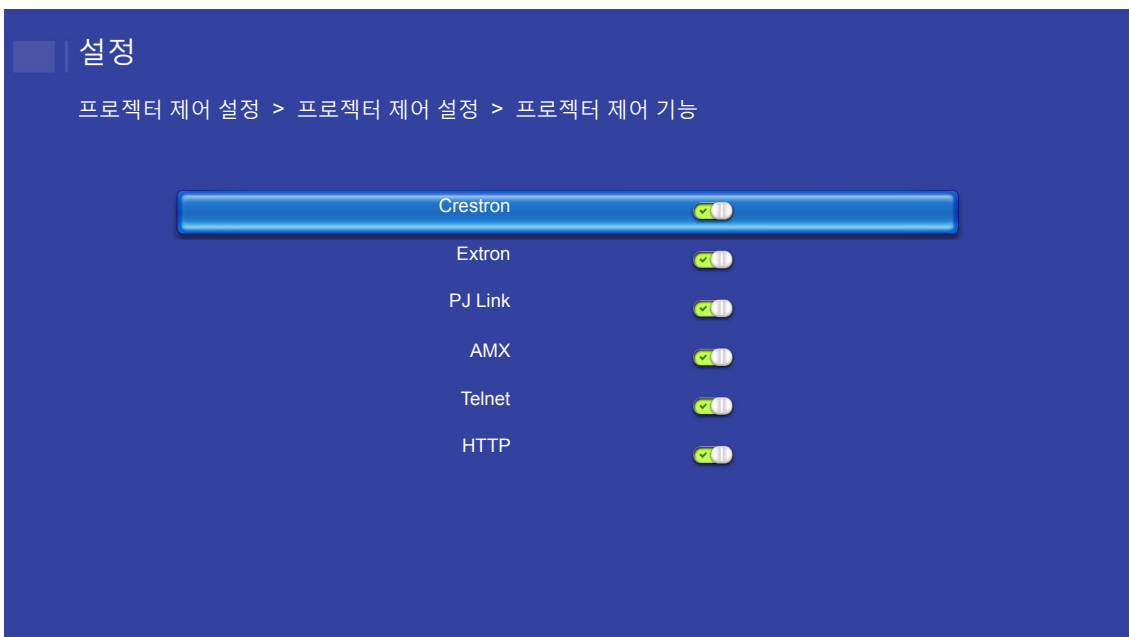 설정
프로젝터 제어 설정 > 프로젝터 제어 설정 > 프로젝터 제어 기능
Crestron
Extron
PJ Link
AMX
Telnet
HTTP